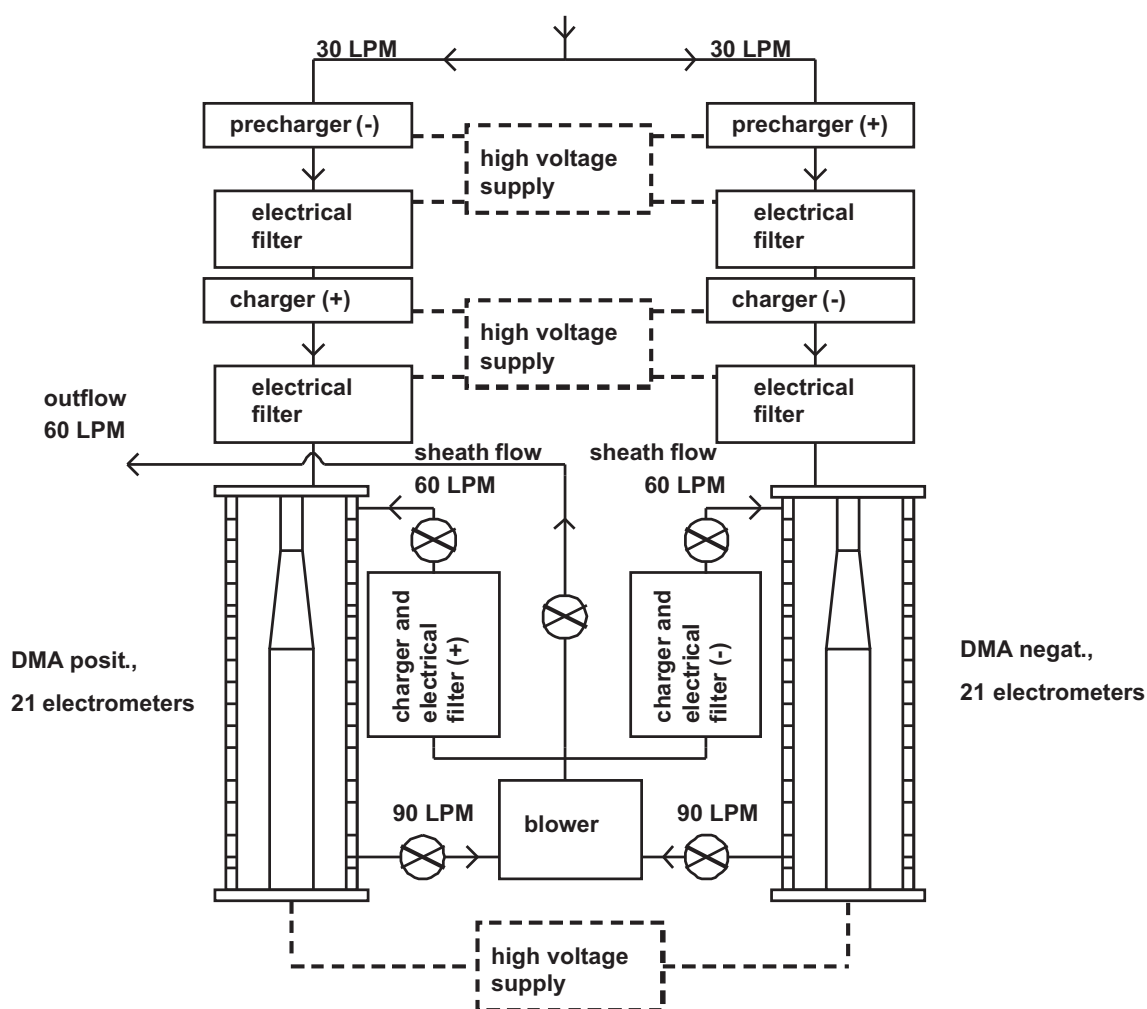 30 LPM
30 LPM
precharger (-)
precharger (+)
high voltage
supply
electrical
filter
electrical
filter
charger (+)
charger (-)
high voltage
supply
electrical
filter
electrical
filter
outflow
60 LPM
sheath flow
60 LPM
sheath flow
60 LPM
charger and
electrical
filter (+)
charger and
electrical
filter (-)
DMA posit.,
21 electrometers
DMA negat.,
21 electrometers
90 LPM
blower
90 LPM
high voltage
supply